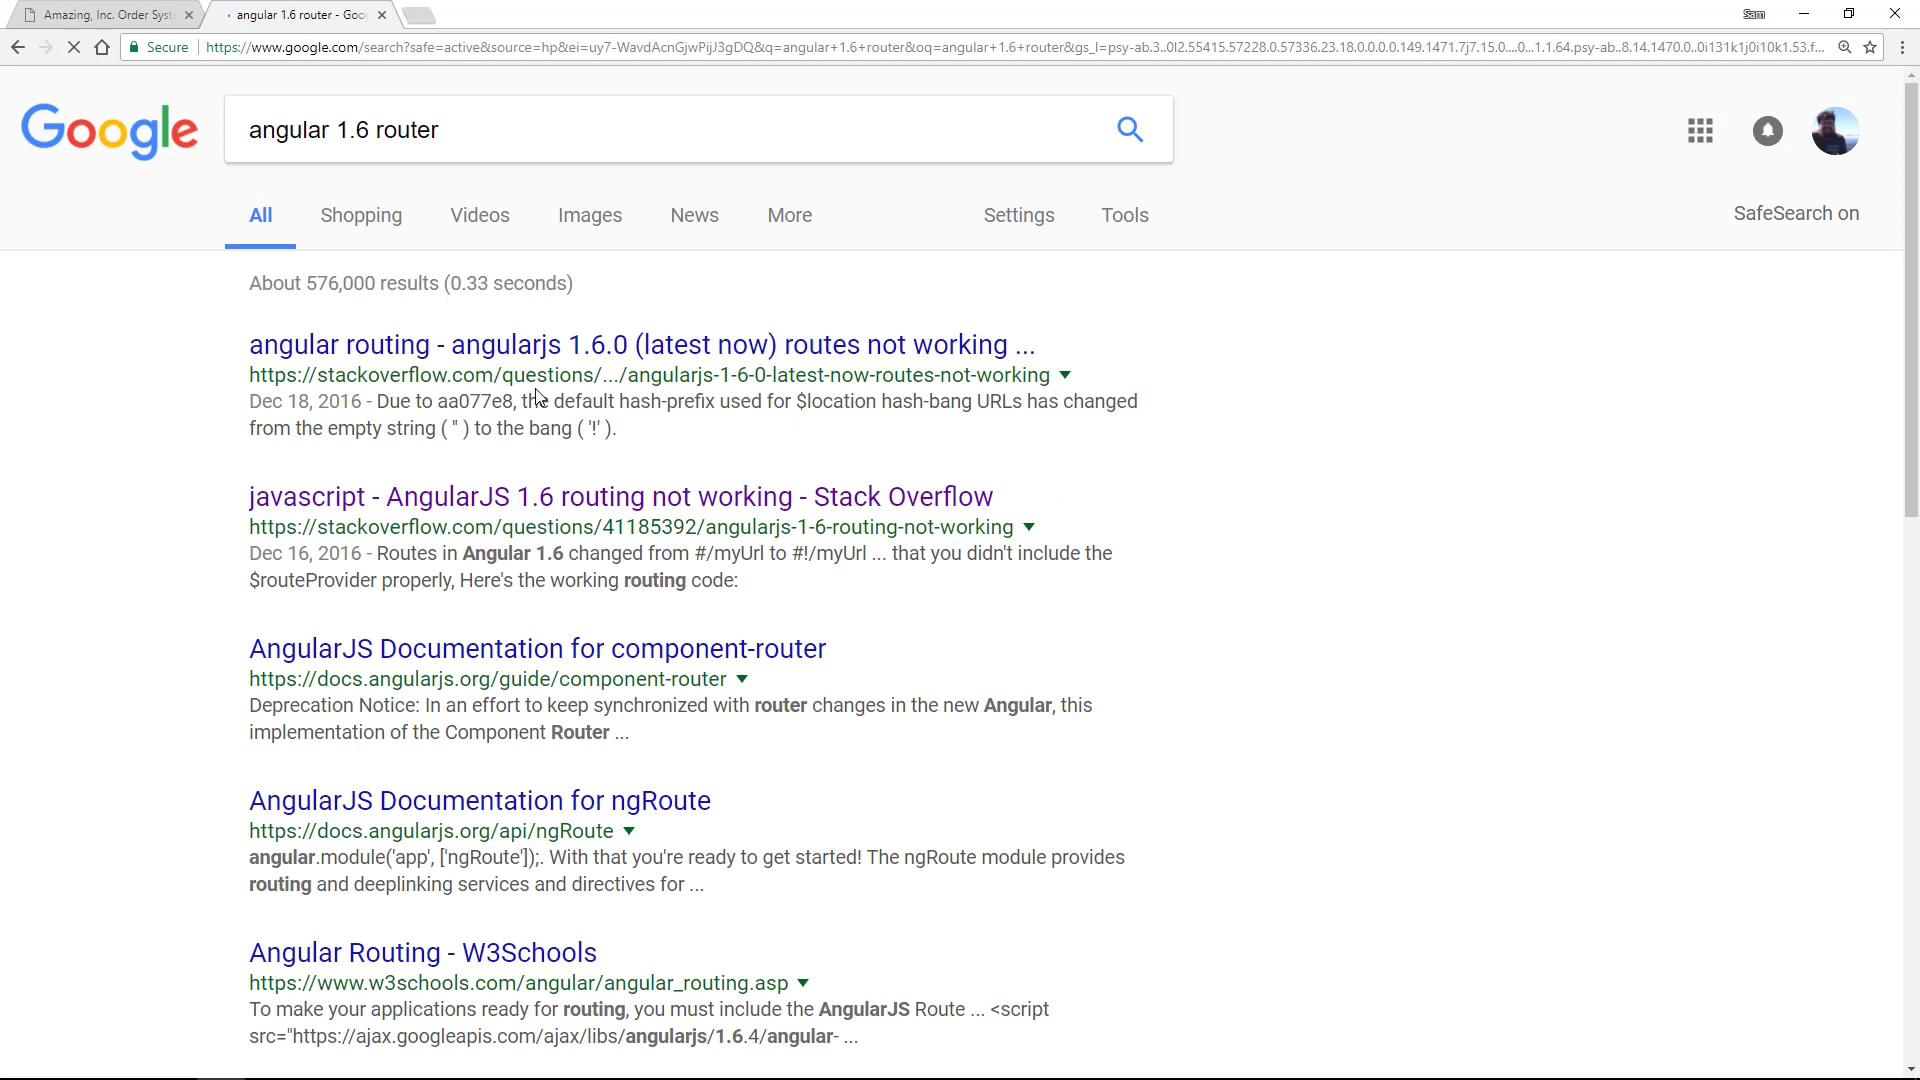 Amazing, Inc. Order Syst
angular 1.6 router - Goo
Sam
Secure
https://www.google.com/search?safe=active&source=hp&ei=uy7-WavdAcnGjwPijJ3gDQ&q=angular+1.6+router&oq=angular+1.6+router&gs_l=psy-ab.3..0l2.55415.57228.0.57336.23.18.0.0.0.0.149.1471.7j7.15.0....0...1.1.64.psy-ab..8.14.1470.0..0i131k1j0i10k1.53.f...
Google
angular 1.6 router
All Shopping Videos Images News More Settings Tools
SafeSearch on
About 576,000 results (0.33 seconds)
angular routing - angularjs 1.6.0 (latest now) routes not working ...
https://stackoverflow.com/questions/.../angularjs-1-6-0-latest-now-routes-not-working
Dec 18, 2016 - Due to aa077e8, the default hash-prefix used for $location hash-bang URLs has changed
from the empty string ( '' ) to the bang ( '!' ).
javascript - AngularJS 1.6 routing not working - Stack Overflow
https://stackoverflow.com/questions/41185392/angularjs-1-6-routing-not-working
Dec 16, 2016 - Routes in Angular 1.6 changed from #/myUrl to #!/myUrl ... that you didn't include the
$routeProvider properly, Here's the working routing code:
AngularJS Documentation for component-router
https://docs.angularjs.org/guide/component-router
Deprecation Notice: In an effort to keep synchronized with router changes in the new Angular, this
implementation of the Component Router ...
AngularJS Documentation for ngRoute
https://docs.angularjs.org/api/ngRoute
angular.module('app', ['ngRoute']);. With that you're ready to get started! The ngRoute module provides
routing and deeplinking services and directives for ...
Angular Routing - W3Schools
https://www.w3schools.com/angular/angular_routing.asp
To make your applications ready for routing, you must include the AngularJS Route ... <script
src="https://ajax.googleapis.com/ajax/libs/angularjs/1.6.4/angular- ...